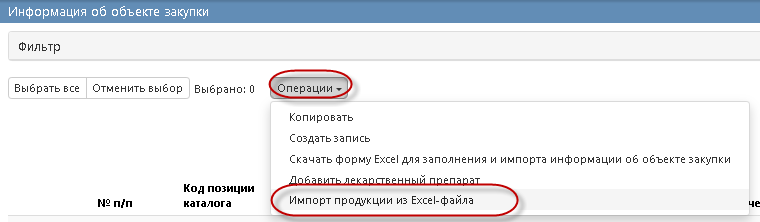 Информация об объекте закупки
Фильтр
Выбрать все Отменить выбор Выбрано: 0 Операции
Копировать
Создать запись
Скачать форму Excel для заполнения и импорта информации об объекте закупки
Добавить лекарственный препарат
Импорт продукции из Excel-файла
№ п/п
Код позиции
каталога